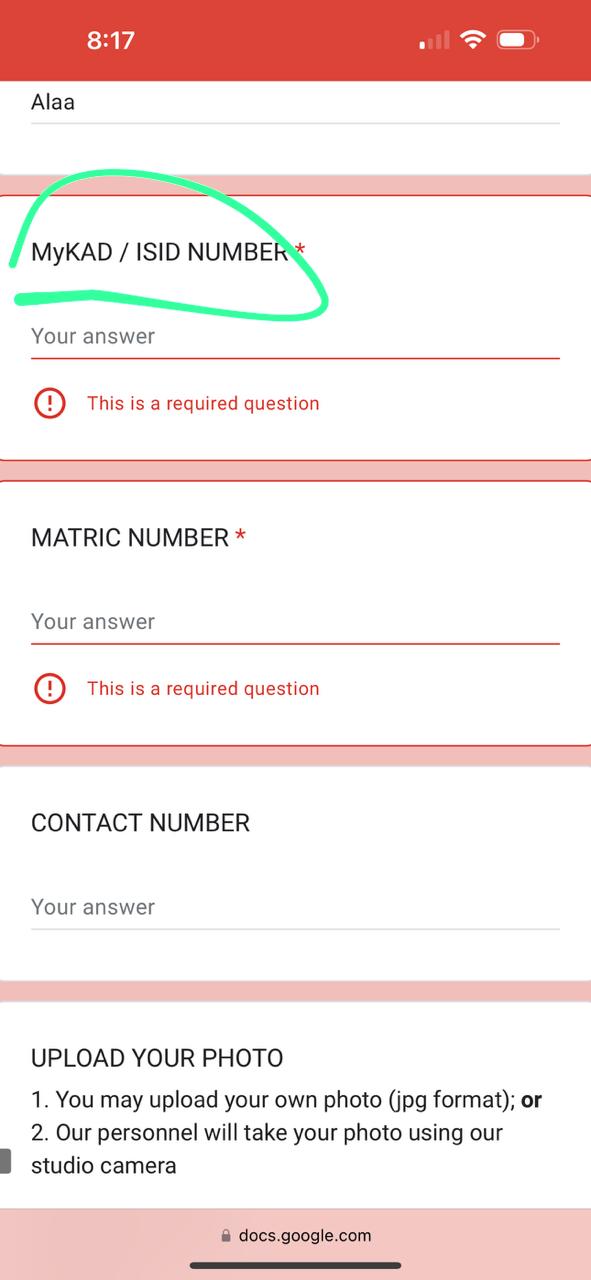 8:17
Alaa
MyKAD / ISID NUMBER *
Your answer
This is a required question
MATRIC NUMBER *
Your answer
This is a required question
CONTACT NUMBER
Your answer
UPLOAD YOUR PHOTO
1. You may upload your own photo (jpg format); or
2. Our personnel will take your photo using our
studio camera
docs.google.com